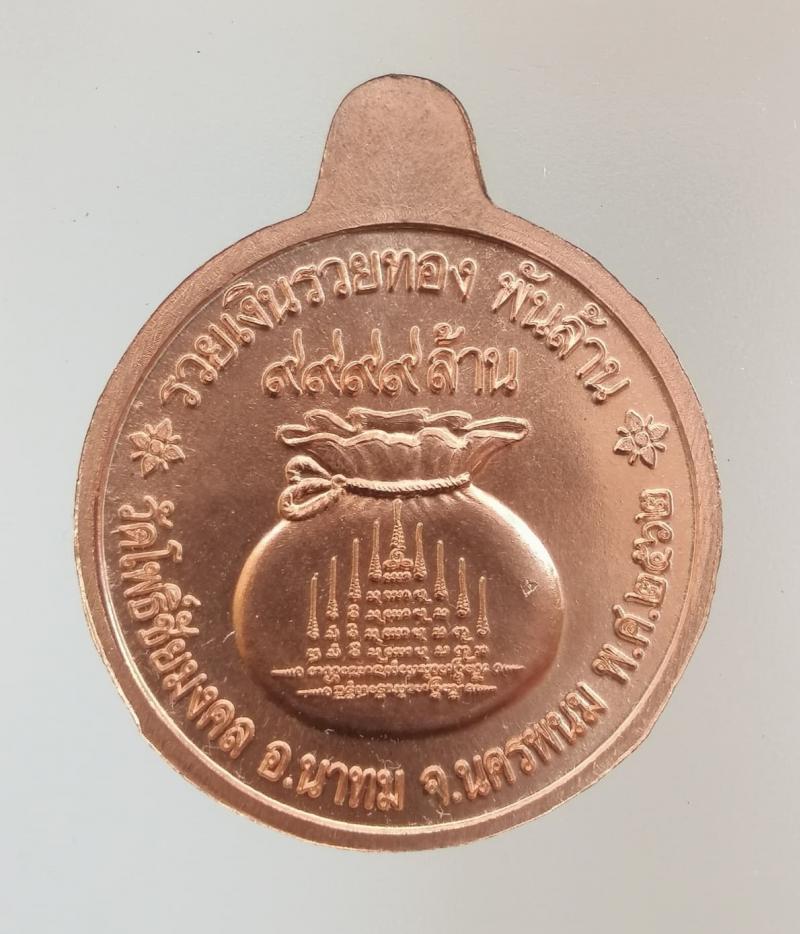 รวยเงินรวยทอง พันล้าน
๙๙๙๙ล้าน
วัดโพธิ์ชัยมงคล อ.นาทม จ.นครพนม พ.ศ.๒๕๖๒